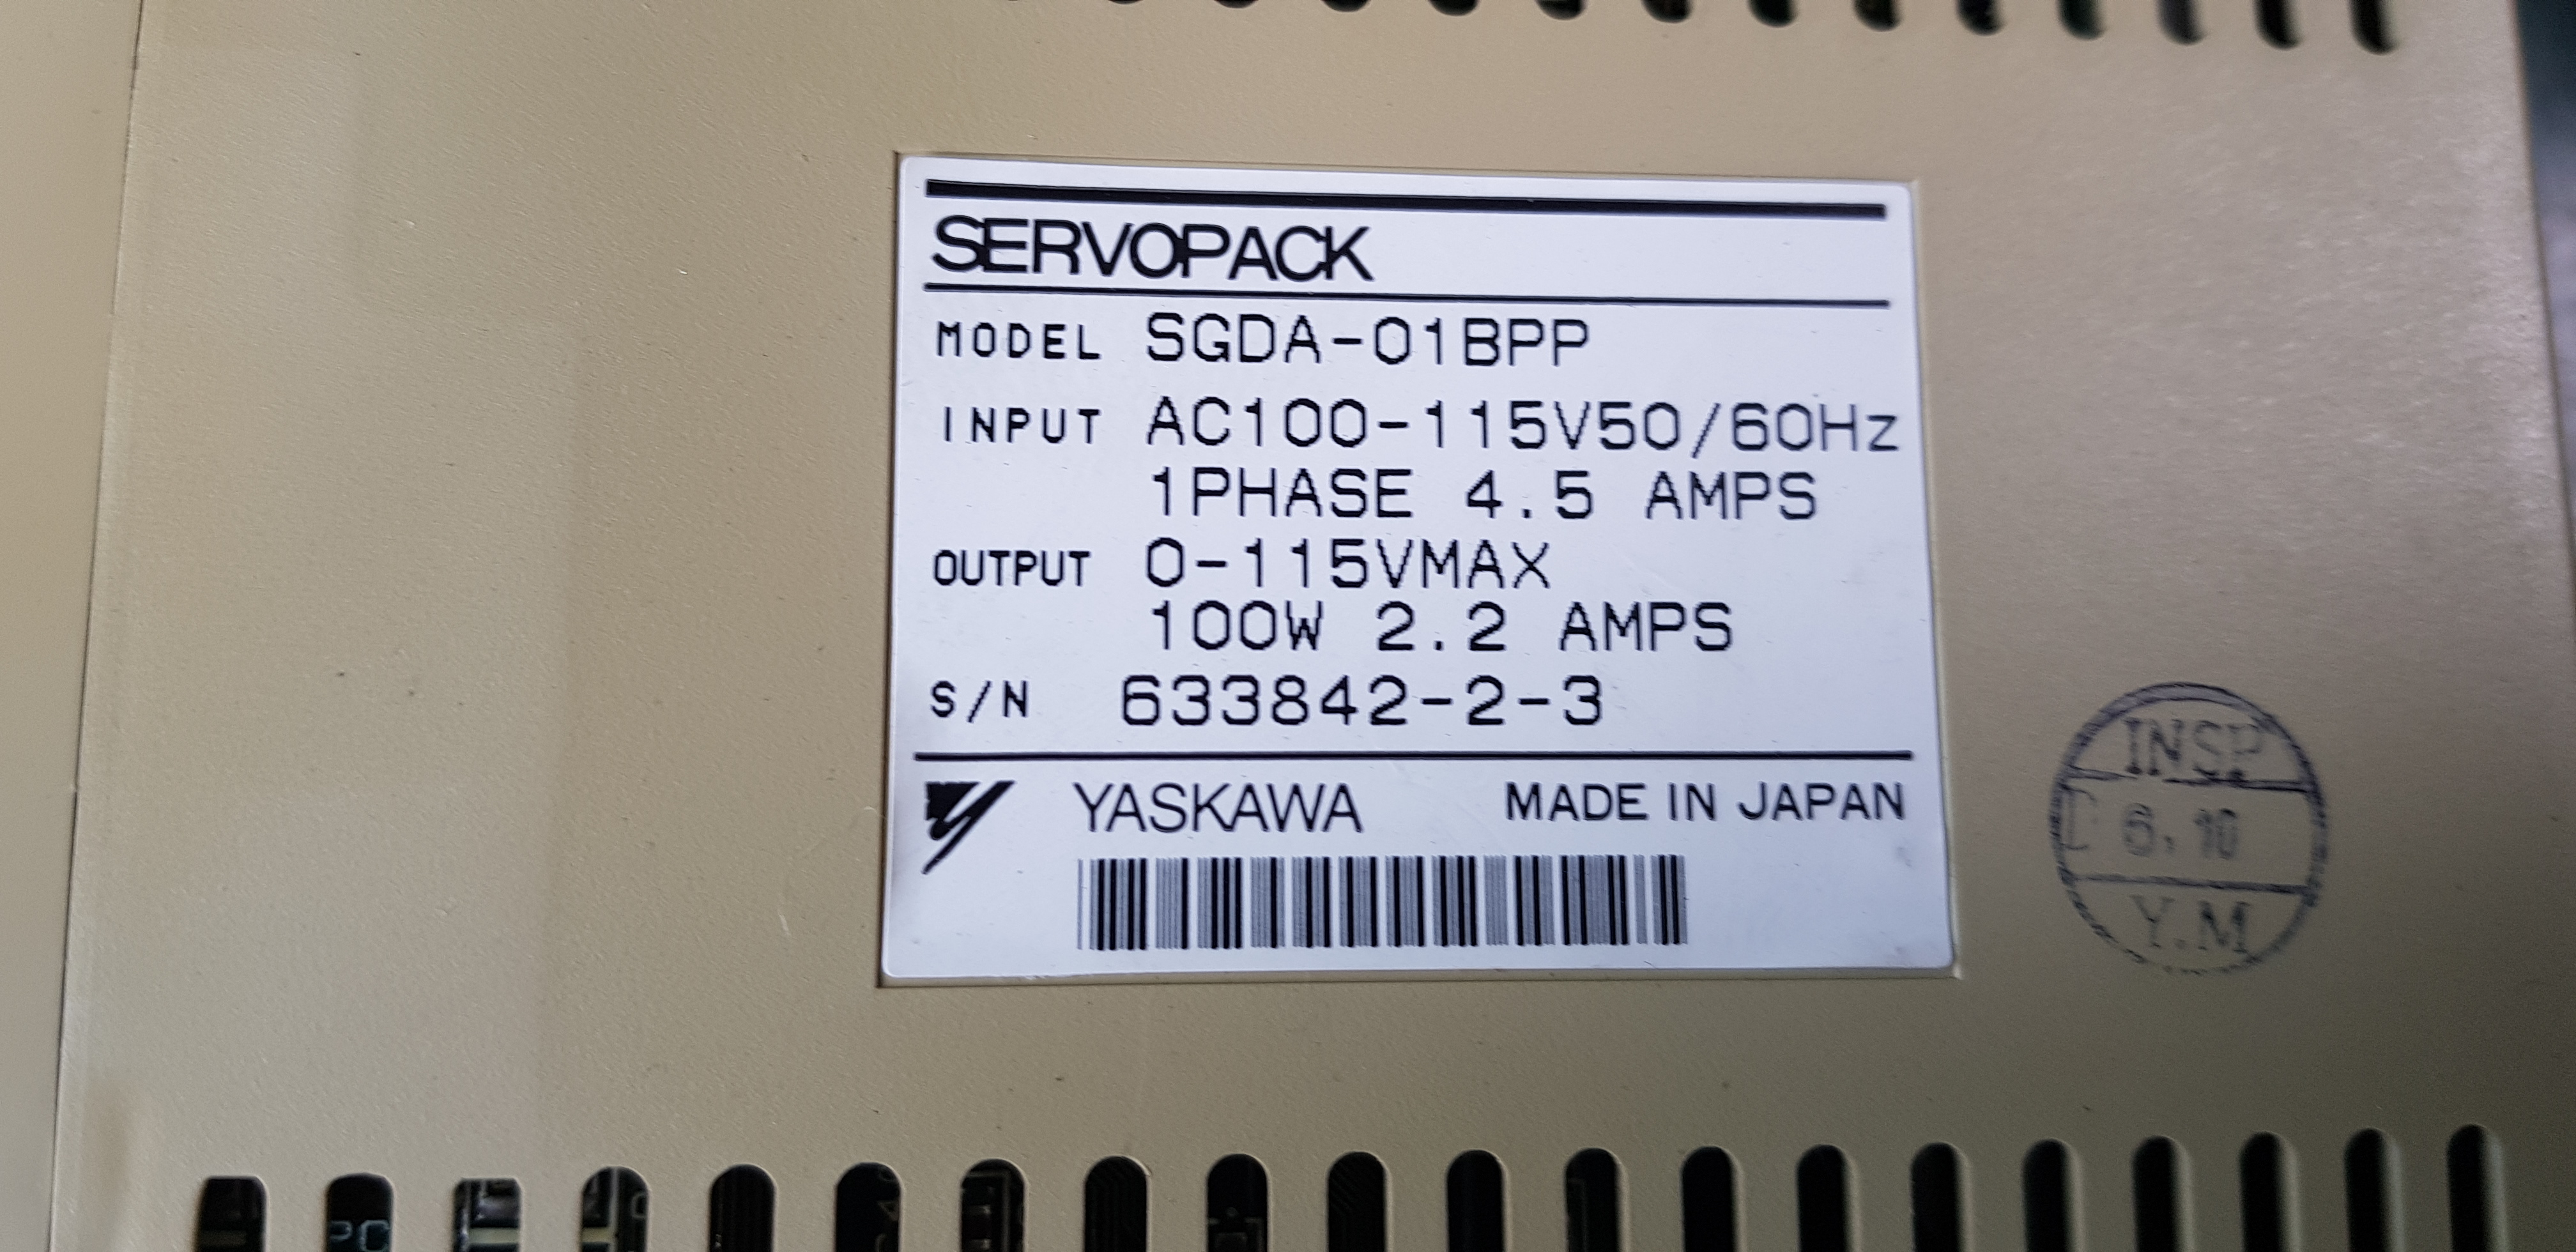 SERVOPACK
MODEL SGDA-01BPP
INPUT AC100-115V50/60Hz
1PHASE 4.5 AMPS
OUTPUT 0-115VMAX
100W 2.2 AMPS
S/N 633842-2-3
YASKAWA MADE IN JAPAN
INSP
6.10
Y.M